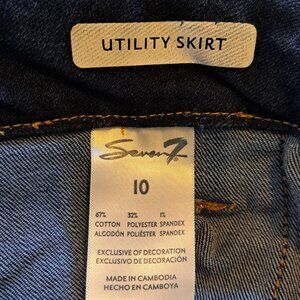 UTILITY SKIRT
Seven7
10
67% 32% 1%
COTTON POLYESTER SPANDEX
ALGODÓN POLIÉSTER SPANDEX
EXCLUSIVE OF DECORATION
EXCLUSIVO DE DECORACIÓN
MADE IN CAMBODIA
HECHO EN CAMBOYA